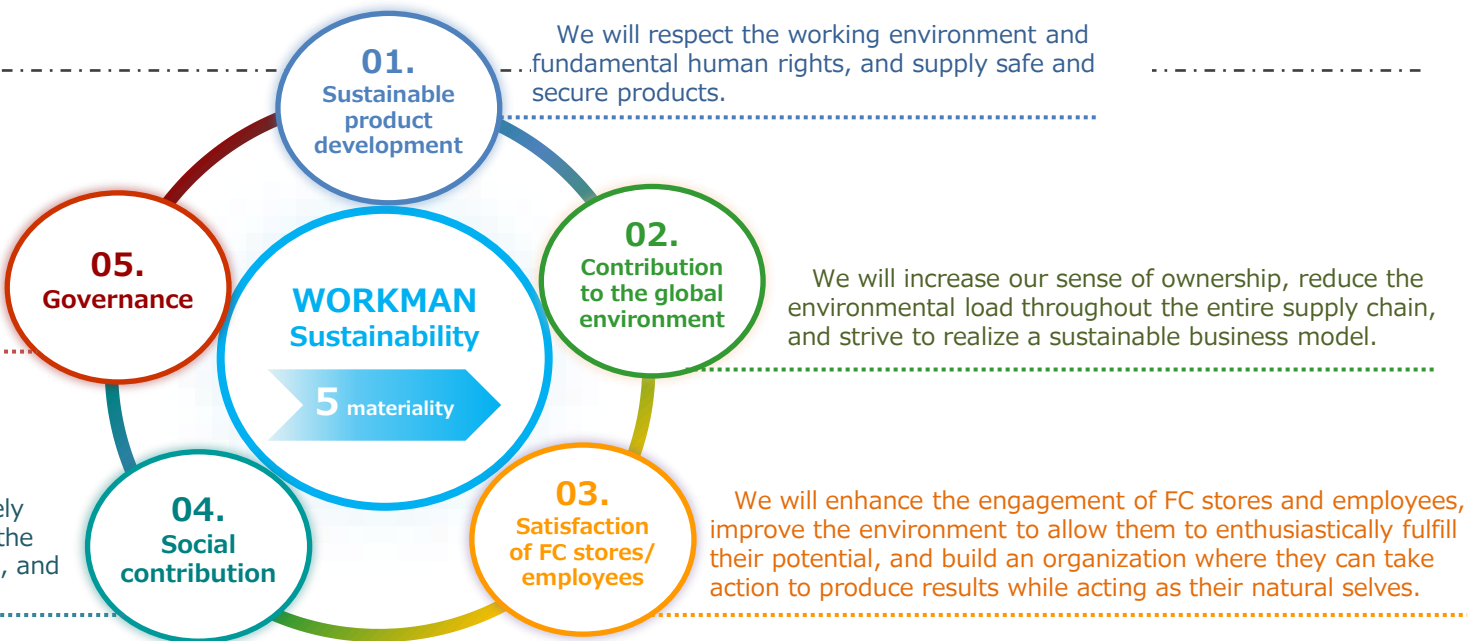 We will respect the working environment and
fundamental human rights, and supply safe and
secure products.
01.
Sustainable
product
development
02.
Contribution
to the global
environment
We will increase our sense of ownership, reduce the
environmental load throughout the entire supply chain,
and strive to realize a sustainable business model.
05.
Governance
WORKMAN
Sustainability
5 materiality
03.
Satisfaction
of FC stores/
employees
We will enhance the engagement of FC stores and employees,
improve the environment to allow them to enthusiastically fulfill
their potential, and build an organization where they can take
action to produce results while acting as their natural selves.
04.
Social
contribution
ely
the
, and